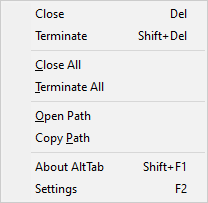 Close Del
Terminate Shift+Del
Close All
Terminate All
Open Path
Copy Path
About AltTab Shift+F1
Settings F2